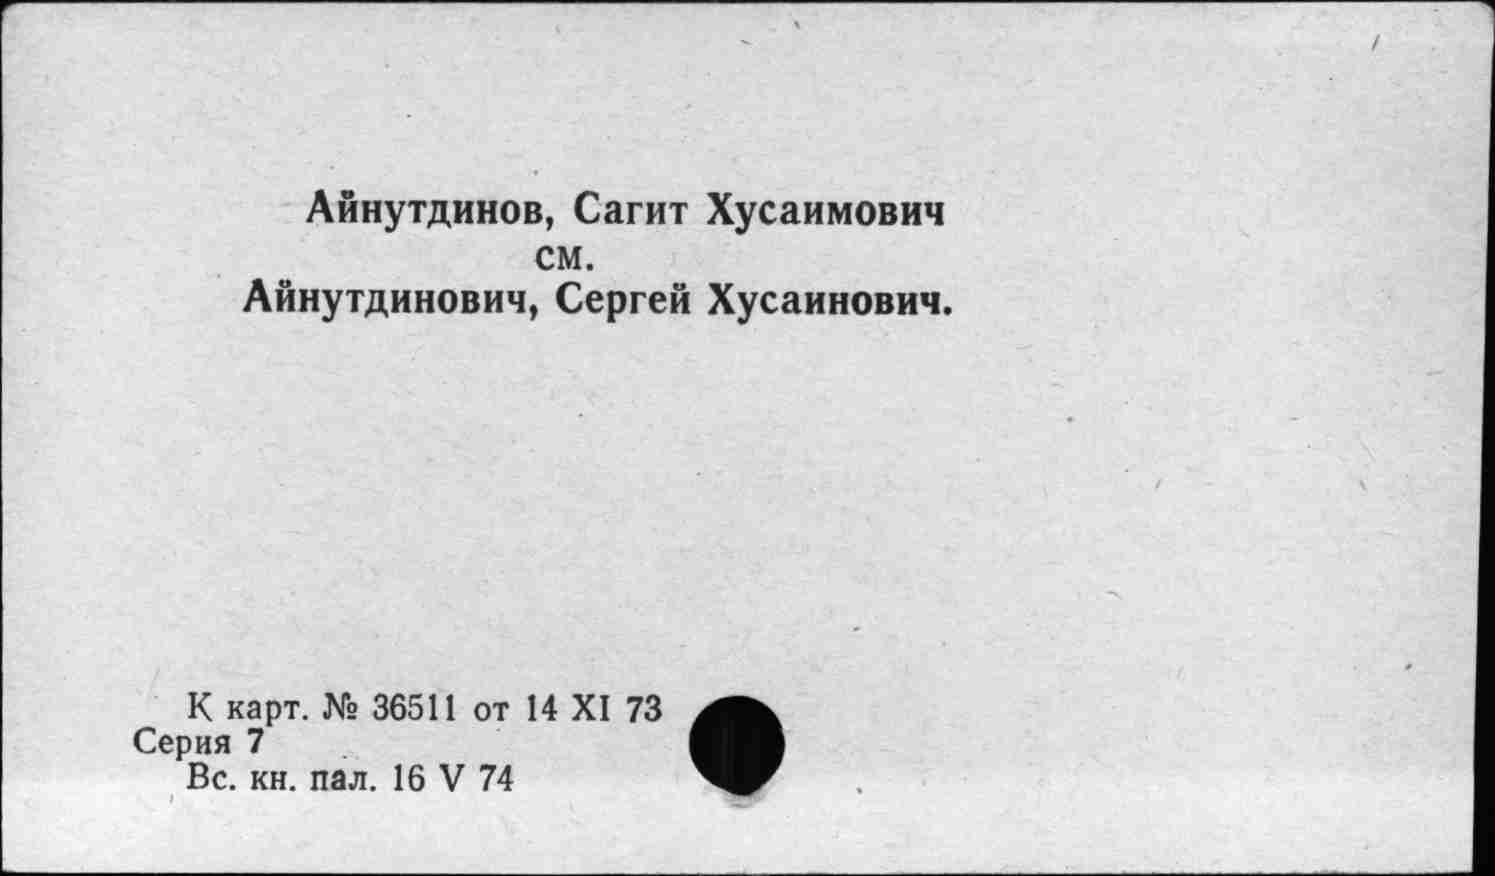 Айнутдинов, Сагит Хусаимович
см.
Айнутдинович, Сергей Хусаинович.
К карт. № 36511 от 14 XI 73
Серия 7
Вс. кн. пал. 16 V 74